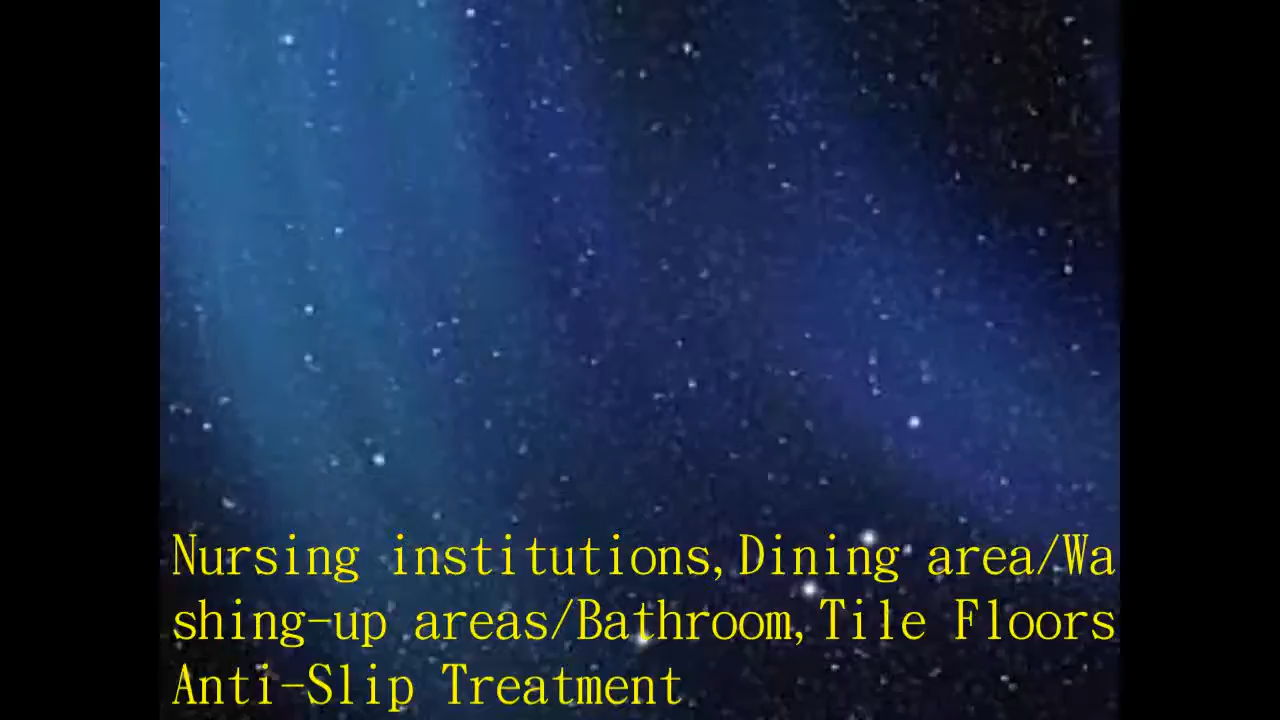 Nursing institutions,Dining area/Wa
shing-up areas/Bathroom,Tile Floors
Anti-Slip Treatment